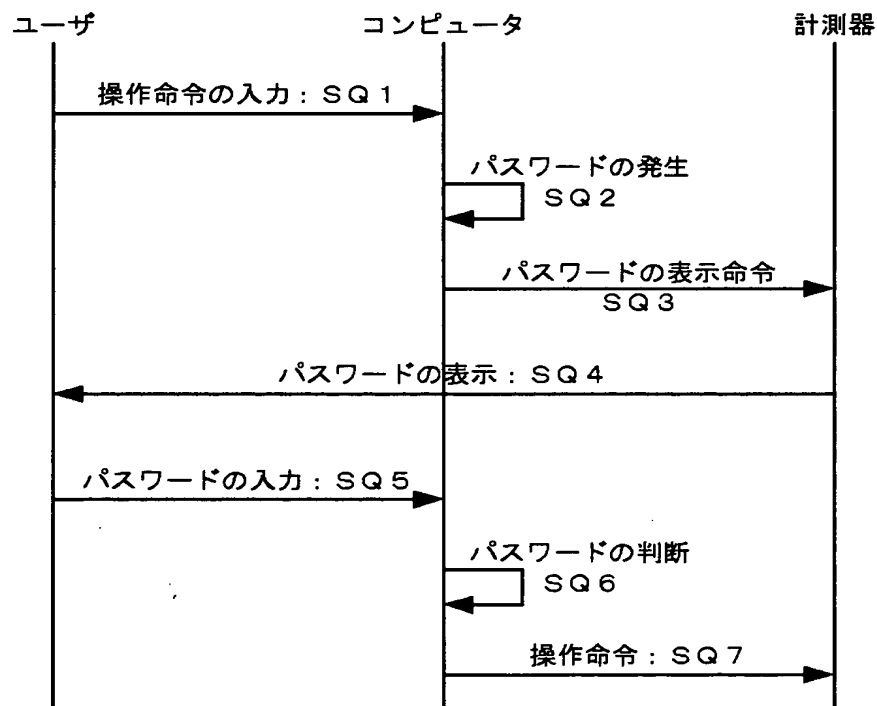 ユーザ
コンピュータ
計測器
操作命令の入力：ＳＱ１
パスワードの発生
ＳＱ２
パスワードの表示命令
ＳＱ３
パスワードの表示：ＳＱ４
パスワードの入力：ＳＱ５
パスワードの判断
ＳＱ６
操作命令：ＳＱ７